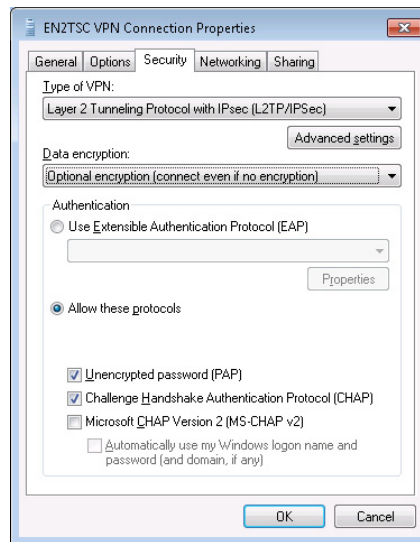 EN2TSC VPN Connection Properties
General Options Security Networking Sharing
Type of VPN:
Layer 2 Tunneling Protocol with IPsec (L2TP/IPSec)
Advanced settings
Data encryption:
Optional encryption (connect even if no encryption)
Authentication
Use Extensible Authentication Protocol (EAP)
Properties
Allow these protocols
Unencrypted password (PAP)
Challenge Handshake Authentication Protocol (CHAP)
Microsoft CHAP Version 2 (MS-CHAP v2)
Automatically use my Windows logon name and
password (and domain, if any)
OK Cancel